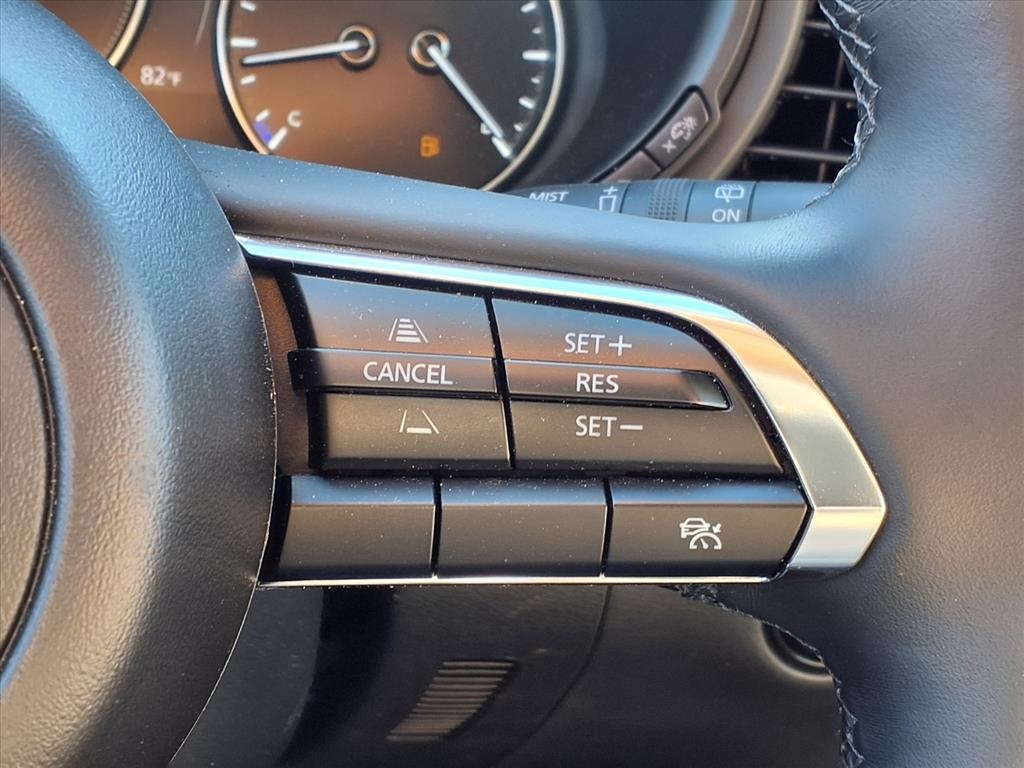 82°F
C
E
MIST
ON
SET+
CANCEL
RES
SET−